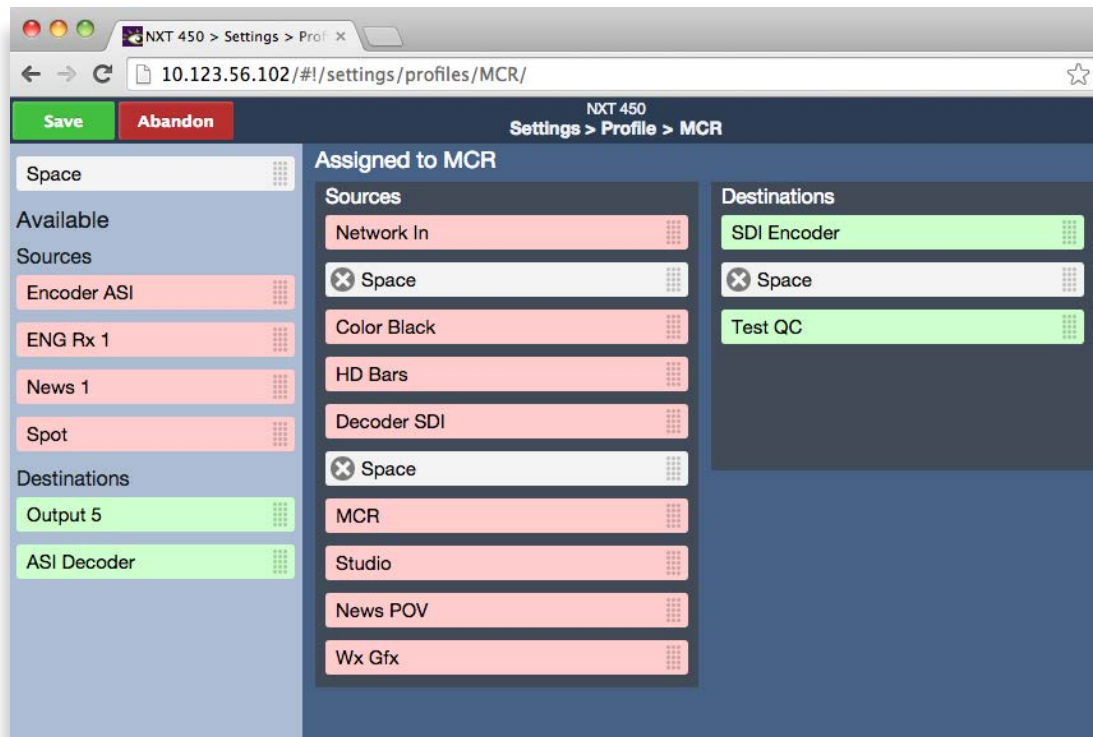 NXT 450 > Settings > Prof
10.123.56.102/#!/settings/profiles/MCR/
Save
Abandon
NXT 450
Settings > Profile > MCR
Space
Available
Sources
Encoder ASI
ENG Rx 1
News 1
Spot
Destinations
Output 5
ASI Decoder
Assigned to MCR
Sources
Network In
Space
Color Black
HD Bars
Decoder SDI
Space
MCR
Studio
News POV
Wx Gfx
Destinations
SDI Encoder
Space
Test QC